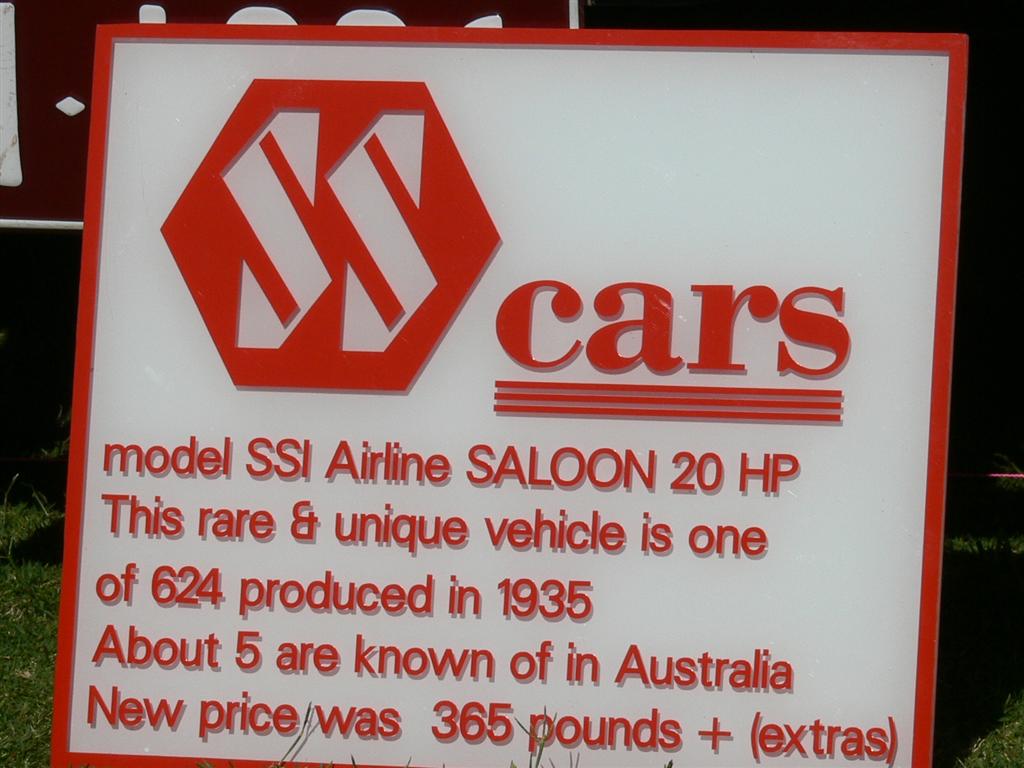 SS cars
model SSI Airline SALOON 20 HP
This rare & unique vehicle is one
of 624 produced in 1935
About 5 are known of in Australia
New price was 365 pounds + (extras)